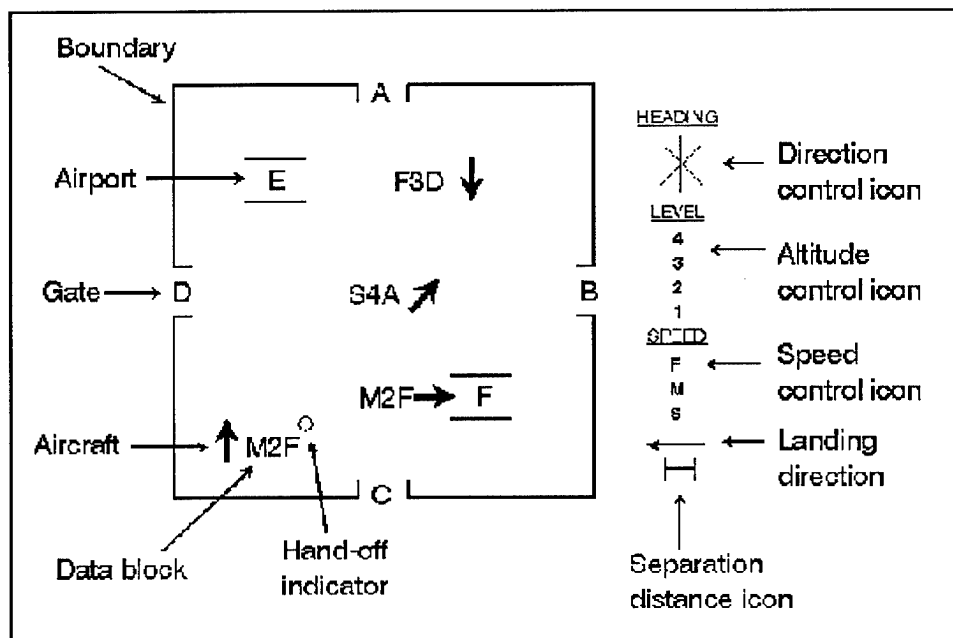 Boundary
A
HEADING
Direction
control icon
Airport
E
F3D
LEVEL
4
3
2
1
Altitude
control icon
Gate
D
S4A
B
SPEED
F
M
S
Speed
control icon
M2F
F
Aircraft
M2F
C
Landing
direction
Data block
Hand-off
indicator
Separation
distance icon